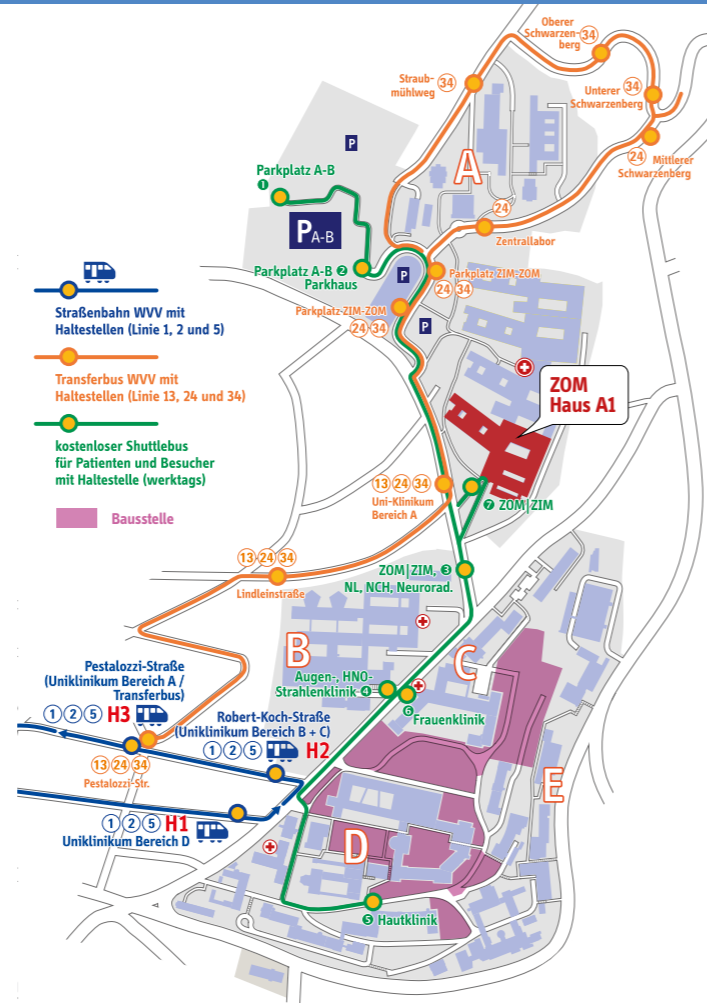 Oberer
Schwarzen-
berg
34
Straub-
mühlweg
34
Unterer
Schwarzenberg
34
24
Mittlerer
Schwarzenberg
A
P
24
Zentrallabor
Parkplatz A-B
1
P A-B
Parkplatz A-B 2
Parkhaus
P
Parkplatz ZIM-ZOM
24 34
Parkplatz ZIM-ZOM
24 34
P
Straßenbahn WVV mit
Haltestellen (Linie 1, 2 und 5)
Transferbus WVV mit
Haltestellen (Linie 13, 24 und 34)
kostenloser Shuttlebus
für Patienten und Besucher
mit Haltestelle (werktags)
Bausstelle
ZOM
Haus A1
13 24 34
Uni-Klinikum
Bereich A
7 ZOM|ZIM
13 24 34
Lindleinstraße
ZOM|ZIM, 3
NL, NCH, Neurorad.
B
C
Augen-, HNO-
Strahlenklinik 4
6
Frauenklinik
Pestalozzi-Straße
(Uniklinikum Bereich A /
Transferbus)
1 2 5 H3
Robert-Koch-Straße
(Uniklinikum Bereich B + C)
1 2 5 H2
13 24 34
Pestalozzi-Str.
1 2 5 H1
Uniklinikum Bereich D
E
D
5 Hautklinik